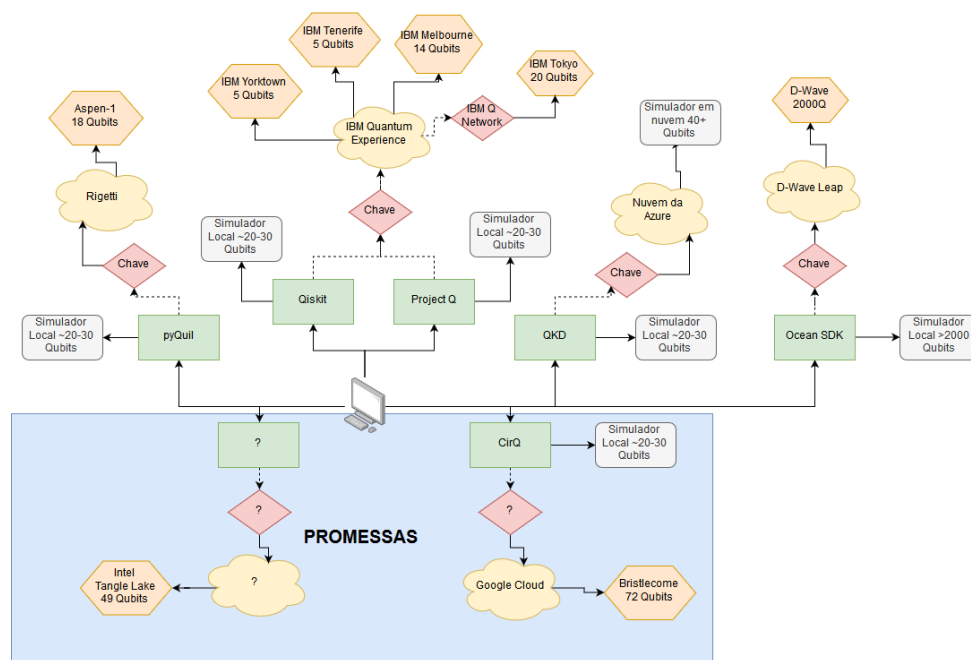 IBM Tenerife
5 Qubits
IBM Melbourne
14 Qubits
IBM Yorktown
5 Qubits
IBM Tokyo
20 Qubits
Aspen-1
18 Qubits
IBM Quantum
Experience
IBM Q
Network
Simulador em
nuvem 40+
Qubits
D-Wave
2000Q
Rigetti
Chave
Nuvem da
Azure
D-Wave Leap
Simulador
Local ~20-30
Qubits
Simulador
Local ~20-30
Qubits
Chave
Chave
Chave
Qiskit
Project Q
Simulador
Local ~20-30
Qubits
pyQuil
QKD
Simulador
Local ~20-30
Qubits
Ocean SDK
Simulador
Local >2000
Qubits
?
CirQ
Simulador
Local ~20-30
Qubits
?
?
PROMESSAS
Intel
Tangle Lake
49 Qubits
?
Google Cloud
Bristlecome
72 Qubits